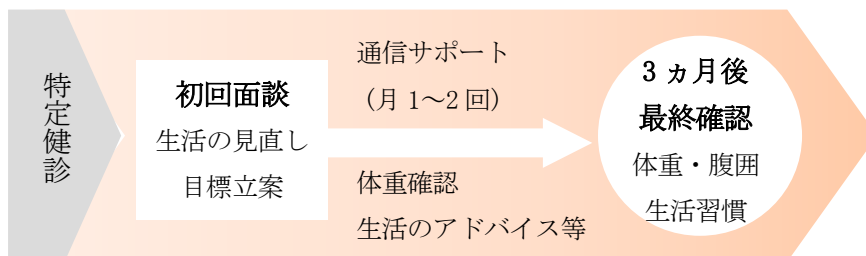 特定健診
初回面談
生活の見直し
目標立案
通信サポート
（月 1～2 回）
体重確認
生活のアドバイス等
3 ヵ月後
最終確認
体重・腹囲
生活習慣